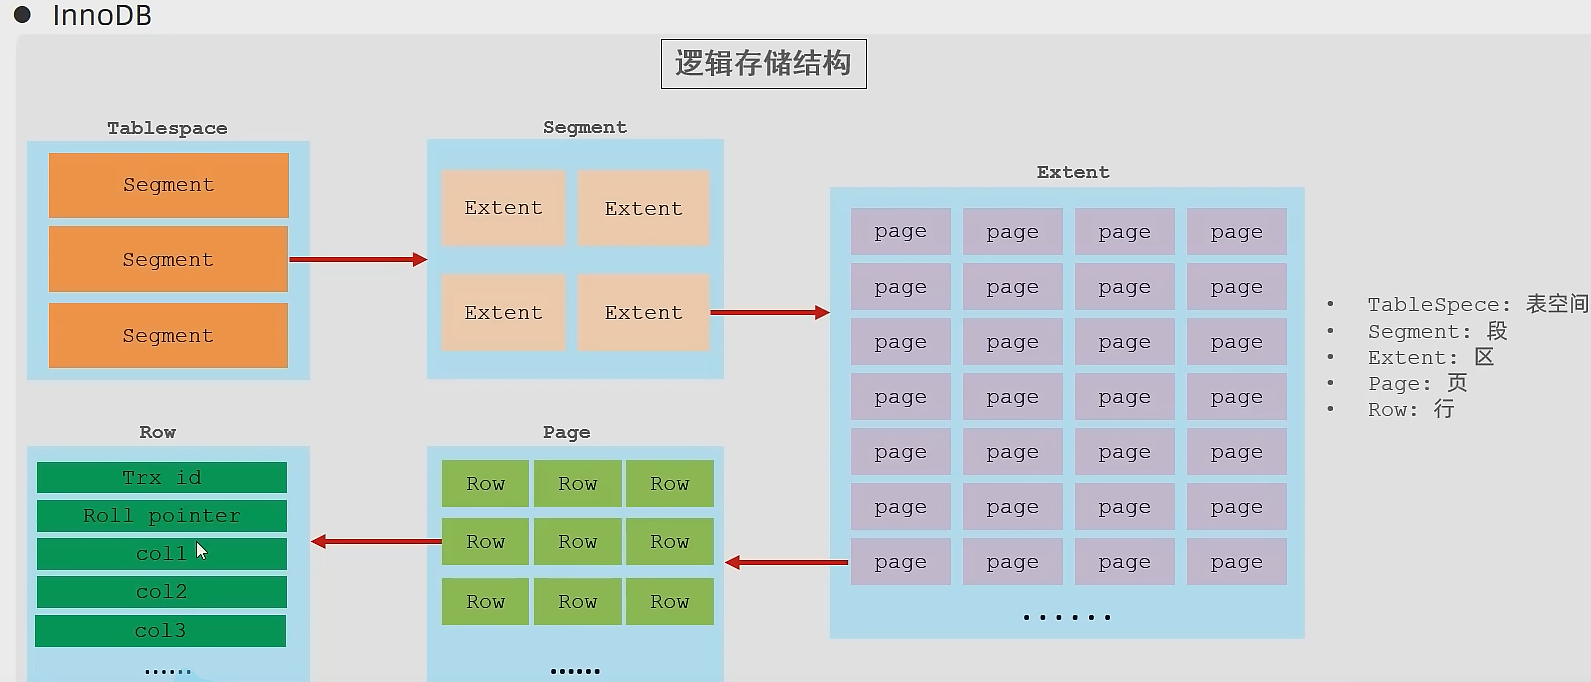 ● InnoDB
逻辑存储结构
Tablespace
Segment
Segment
Segment
Segment
Extent Extent
Extent Extent
Extent
page page page page
page page page page
page page page page
page page page page
page page page page
page page page page
page page page page
......
• TableSpece: 表空间
• Segment: 段
• Extent: 区
• Page: 页
• Row: 行
Row
Trx id
Roll pointer
col1
col2
col3
......
Page
Row Row Row
Row Row Row
Row Row Row
......